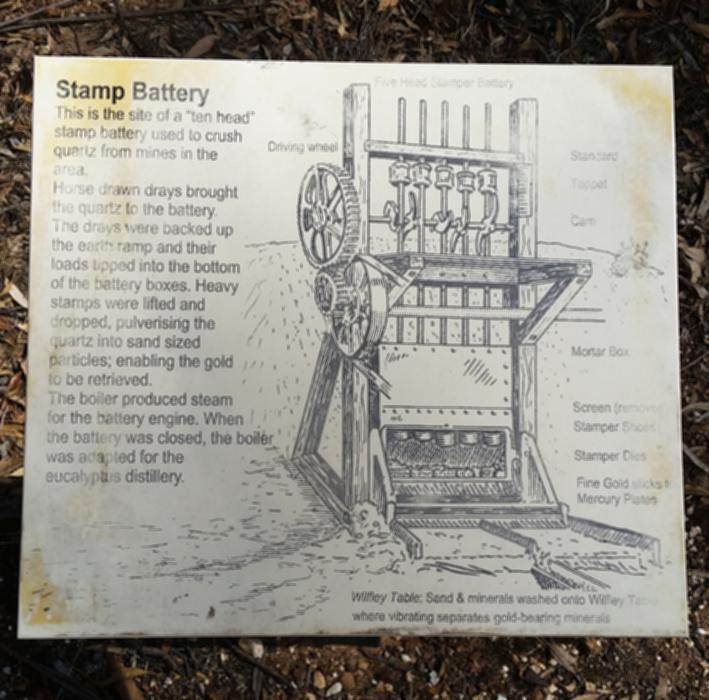 Stamp Battery
This is the site of a "ten head"
stamp battery used to crush
quartz from mines in the
area.
Horse drawn drays brought
the quartz to the battery.
The drays were backed up
the earth ramp and their
loads tipped into the bottom
of the battery boxes. Heavy
stamps were lifted and
dropped, pulverising the
quartz into sand sized
particles; enabling the gold
to be retrieved.
The boiler produced steam
for the battery engine. When
the battery was closed, the boiler
was adapted for the
eucalyptus distillery.
Five Head Stamper Battery
Driving wheel
Standard
Tappet
Cam
Mortar Box
Screen (remove
Stamper Shoes
Stamper Dies
Fine Gold sticks t
Mercury Plates
Wilfley Table: Sand & minerals washed onto Wilfley Table
where vibrating separates gold-bearing minerals